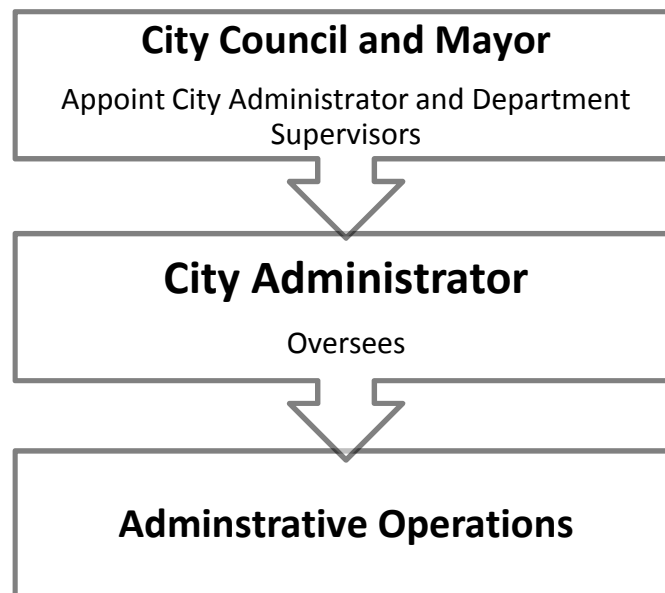 City Council and Mayor
Appoint City Administrator and Department
Supervisors
City Administrator
Oversees
Adminstrative Operations